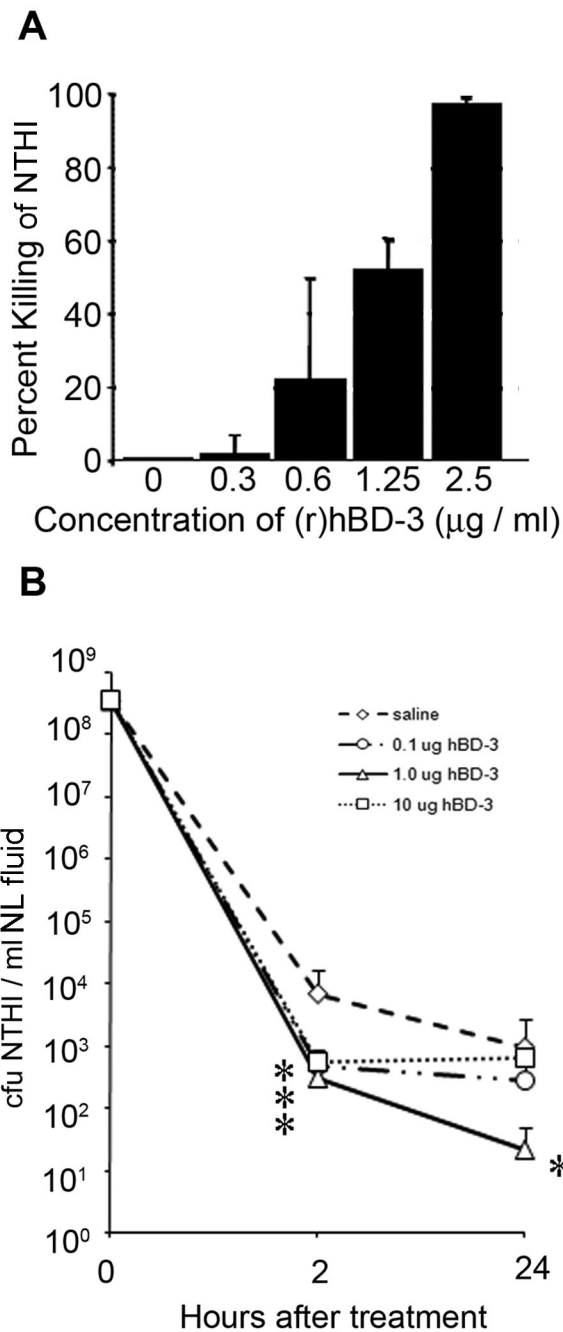 A
Percent Killing of NTHI
100
80
60
40
20
0
0 0.3 0.6 1.25 2.5
Concentration of (r)hBD-3 (μg / ml)
B
cfu NTHI / ml NL fluid
10⁹
10⁸
10⁷
10⁶
10⁵
10⁴
10³
10²
10¹
10⁰
saline
0.1 ug hBD-3
1.0 ug hBD-3
10 ug hBD-3
*
*
*
*
0 2 24
Hours after treatment